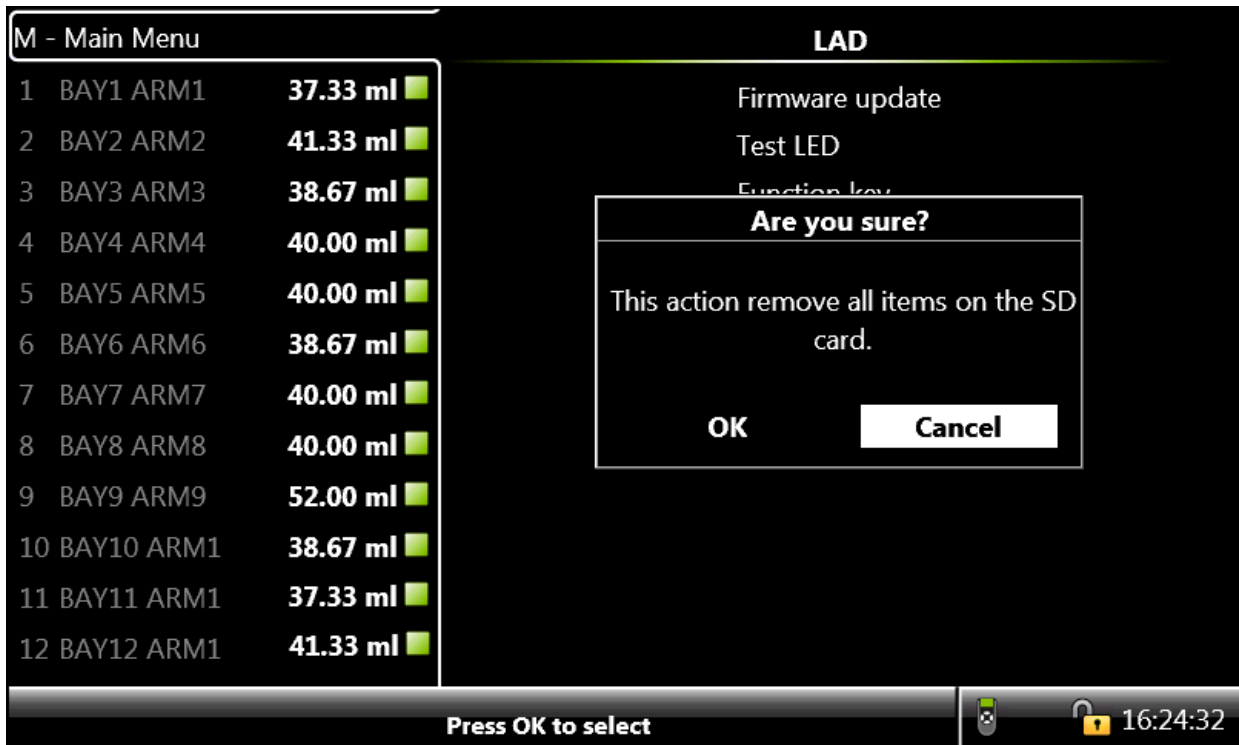 M - Main Menu
1 BAY1 ARM1 37.33 ml
2 BAY2 ARM2 41.33 ml
3 BAY3 ARM3 38.67 ml
4 BAY4 ARM4 40.00 ml
5 BAY5 ARM5 40.00 ml
6 BAY6 ARM6 38.67 ml
7 BAY7 ARM7 40.00 ml
8 BAY8 ARM8 40.00 ml
9 BAY9 ARM9 52.00 ml
10 BAY10 ARM1 38.67 ml
11 BAY11 ARM1 37.33 ml
12 BAY12 ARM1 41.33 ml
LAD
Firmware update
Test LED
Function key
Are you sure?
This action remove all items on the SD
card.
OK Cancel
Press OK to select
16:24:32